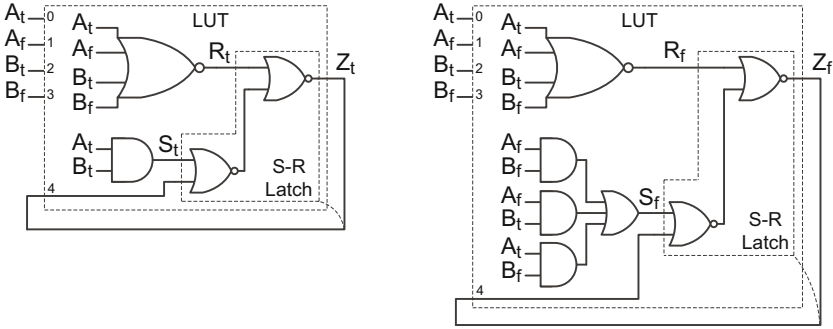 At 0
Af 1
Bt 2
Bf 3
LUT
At
Af
Bt
Bf
Rt
Zt
At
Bt
St
S-R
Latch
4
At 0
Af 1
Bt 2
Bf 3
LUT
At
Af
Bt
Bf
Rf
Zf
Af
Bf
Af
Bt
At
Bf
Sf
S-R
Latch
4